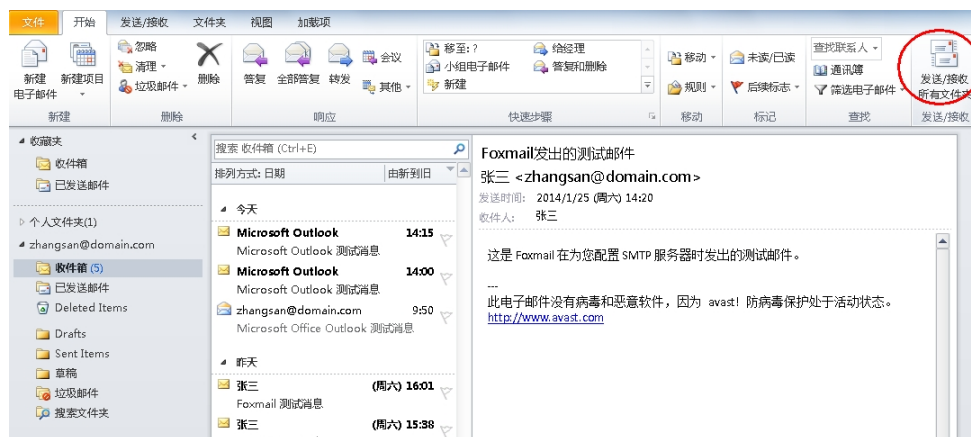 文件 开始 发送/接收 文件夹 视图 加载项
忽略
清理
垃圾邮件
新建
电子邮件
新建项目
删除
答复 全部答复 转发
会议
其他
移至: ?
小组电子邮件
新建
给经理
答复和删除
移动
规则
未读/已读
后续标志
查找联系人
通讯簿
筛选电子邮件
发送/接收
所有文件夹
新建 删除 响应 快速步骤 移动 标记 查找 发送/接收
收藏夹
收件箱
已发送邮件
个人文件夹(1)
zhangsan@domain.com
收件箱 (5)
已发送邮件
Deleted Items
Drafts
Sent Items
草稿
垃圾邮件
搜索文件夹
搜索 收件箱 (Ctrl+E)
排列方式: 日期 由新到旧
今天
Microsoft Outlook 14:15
Microsoft Outlook 测试消息
Microsoft Outlook 14:00
Microsoft Outlook 测试消息
zhangsan@domain.com 9:50
Microsoft Office Outlook 测试消息
昨天
张三 (周六) 16:01
Foxmail 测试消息
张三 (周六) 15:38
Foxmail发出的测试邮件
张三 <zhangsan@domain.com>
发送时间: 2014/1/25 (周六) 14:20
收件人: 张三
这是 Foxmail 在为您配置 SMTP 服务器时发出的测试邮件。
---
此电子邮件没有病毒和恶意软件，因为 avast! 防病毒保护处于活动状态。
http://www.avast.com